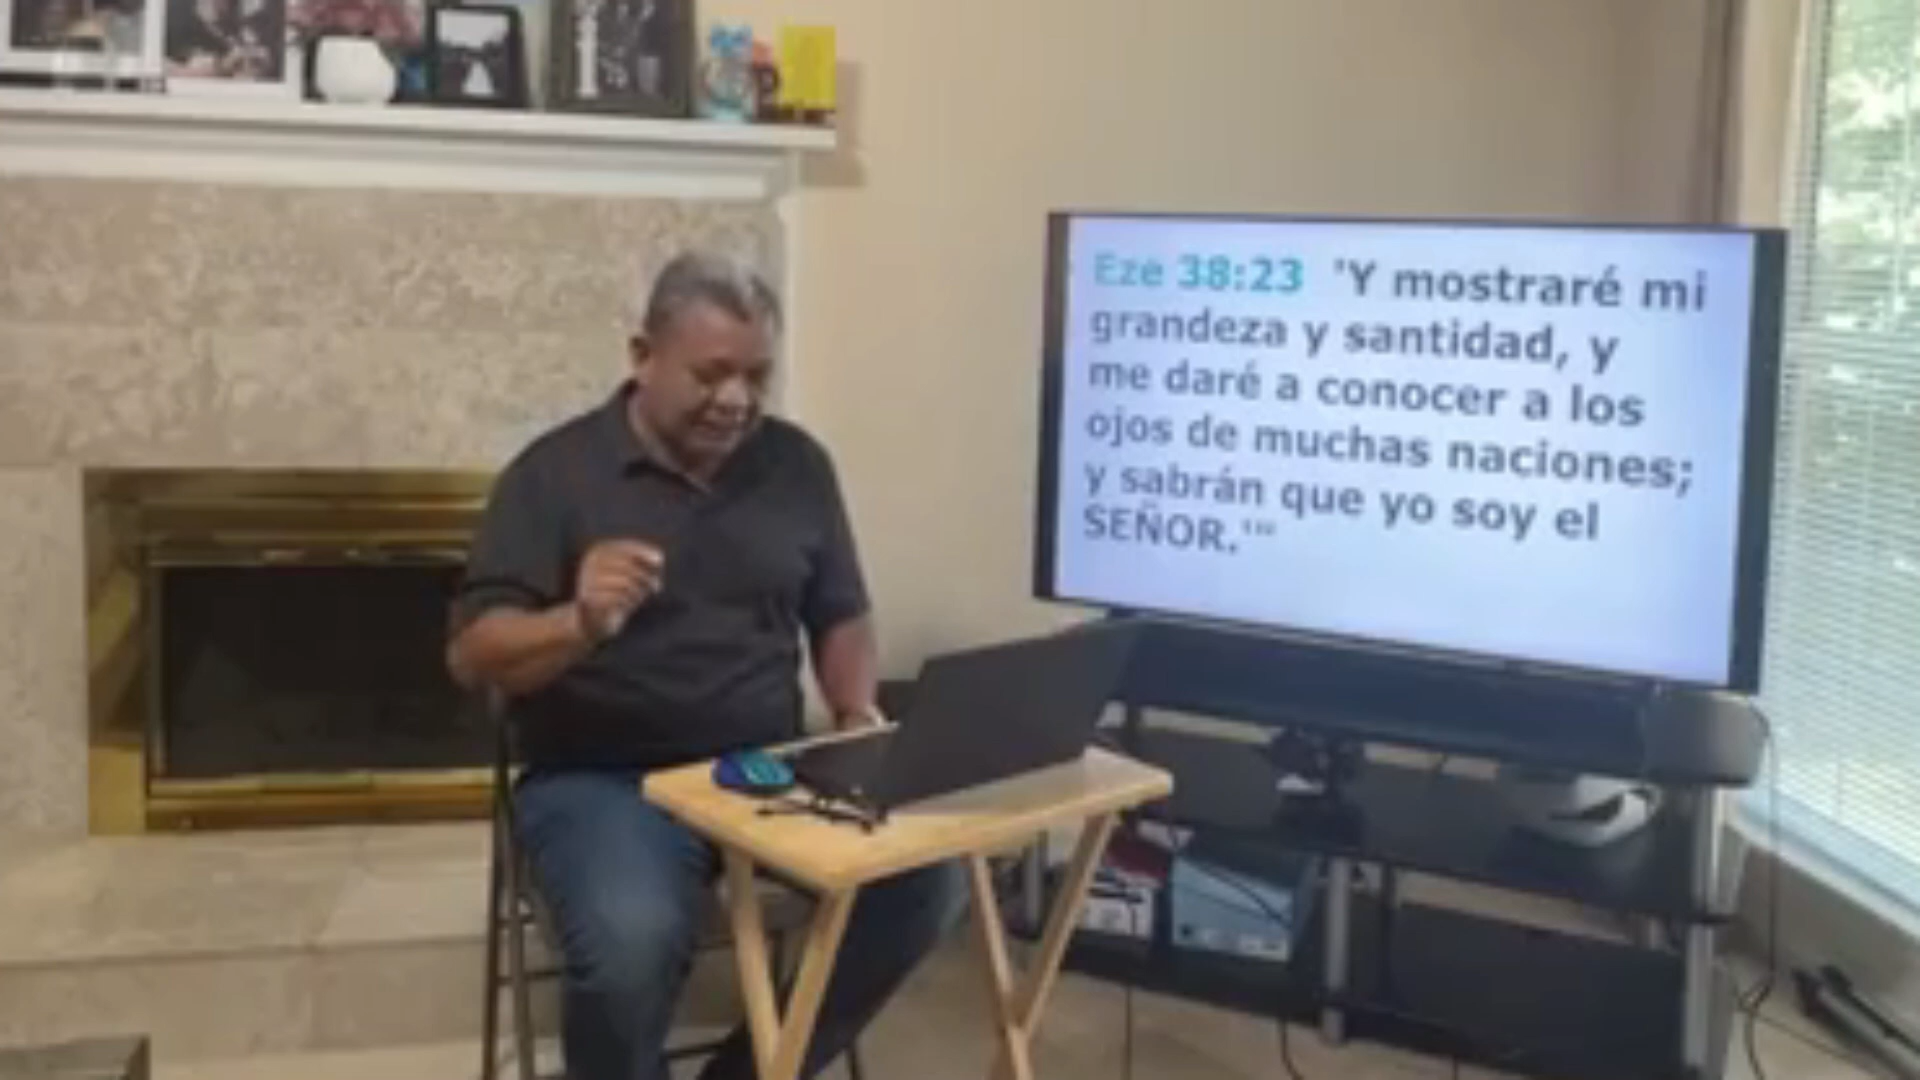 Eze 38:23 'Y mostraré mi
grandeza y santidad, y
me daré a conocer a los
ojos de muchas naciones;
y sabrán que yo soy el
SEÑOR.'"